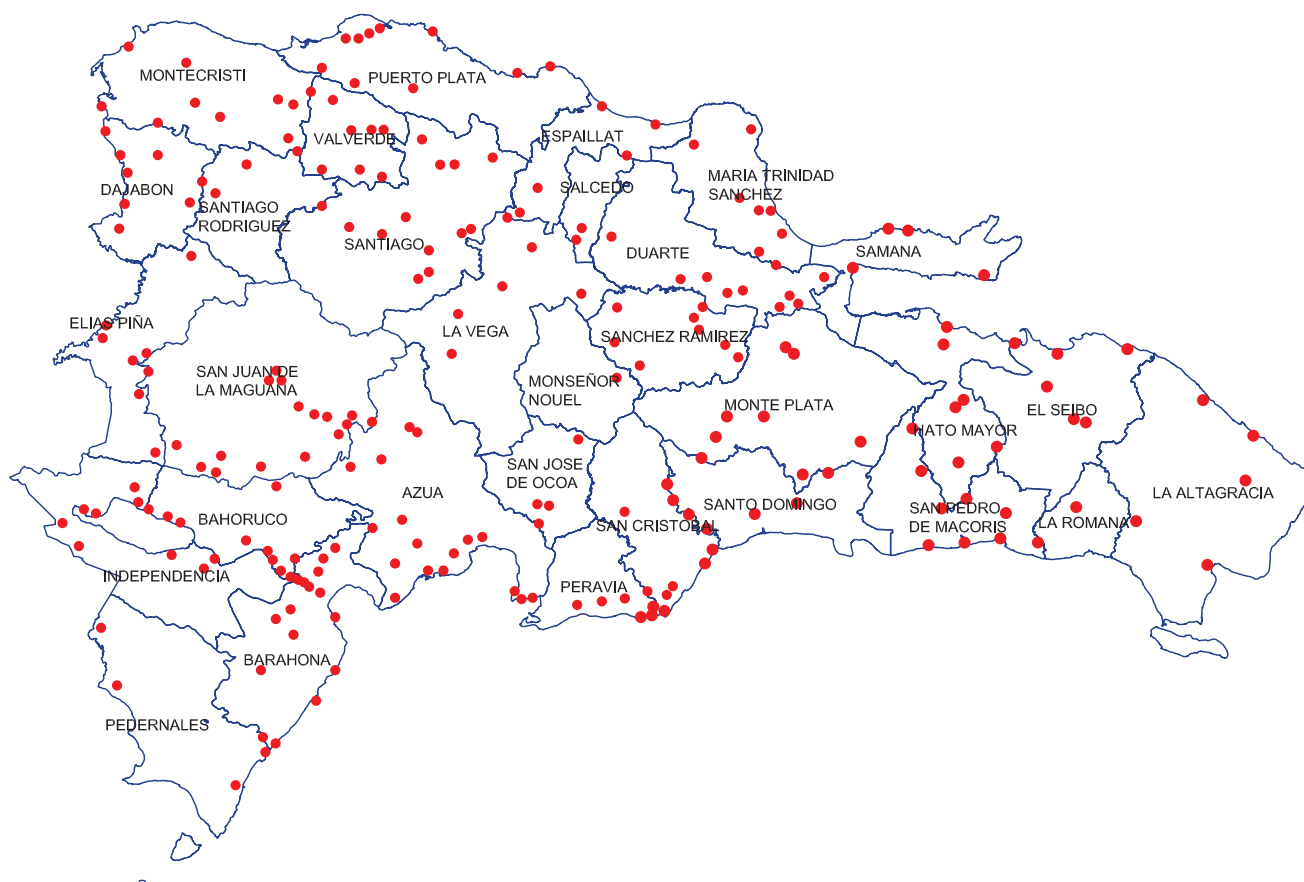 MONTECRISTI
PUERTO PLATA
VALVERDE
ESPAILLAT
DAJABON
SANTIAGO
RODRIGUEZ
SALCEDO
MARIA TRINIDAD
SANCHEZ
SANTIAGO
DUARTE
SAMANA
ELIAS PIÑA
LA VEGA
SANCHEZ RAMIREZ
SAN JUAN DE
LA MAGUANA
MONSEÑOR
NOUEL
MONTE PLATA
EL SEIBO
HATO MAYOR
SAN JOSE
DE OCOA
AZUA
LA ALTAGRACIA
BAHORUCO
SAN CRISTOBAL
SANTO DOMINGO
SAN PEDRO
DE MACORIS
LA ROMANA
INDEPENDENCIA
PERAVIA
BARAHONA
PEDERNALES